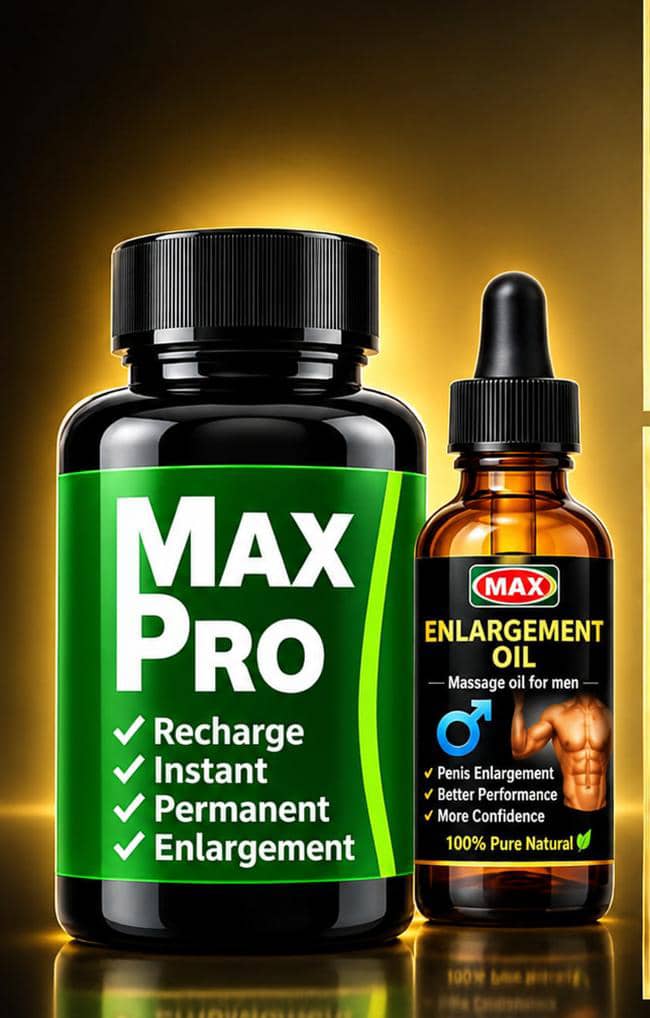 MAX
PRO
✓ Recharge
✓ Instant
✓ Permanent
✓ Enlargement
MAX
ENLARGEMENT
OIL
Massage oil for men
✓ Penis Enlargement
✓ Better Performance
✓ More Confidence
100% Pure Natural